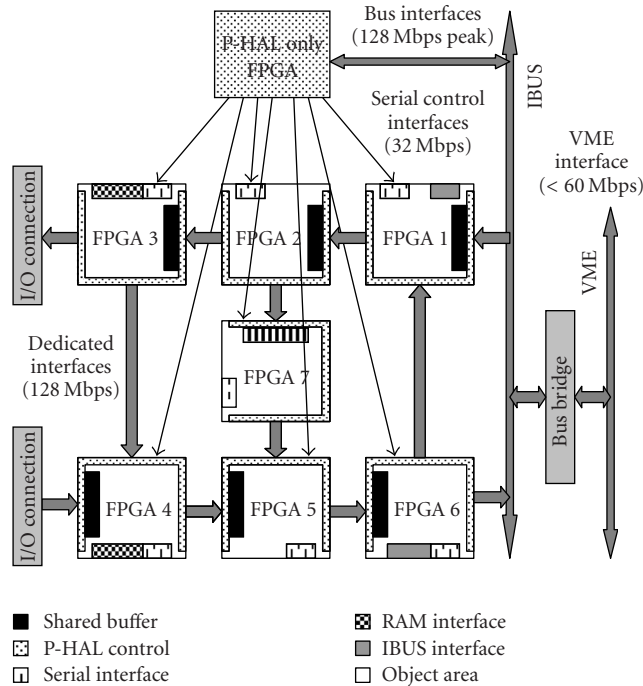 Bus interfaces
(128 Mbps peak)
P-HAL only
FPGA
IBUS
Serial control
interfaces
(32 Mbps)
VME
interface
(< 60 Mbps)
I/O connection
FPGA 3
FPGA 2
FPGA 1
VME
Dedicated
interfaces
(128 Mbps)
FPGA 7
Bus bridge
I/O connection
FPGA 4
FPGA 5
FPGA 6
Shared buffer
P-HAL control
Serial interface
RAM interface
IBUS interface
Object area